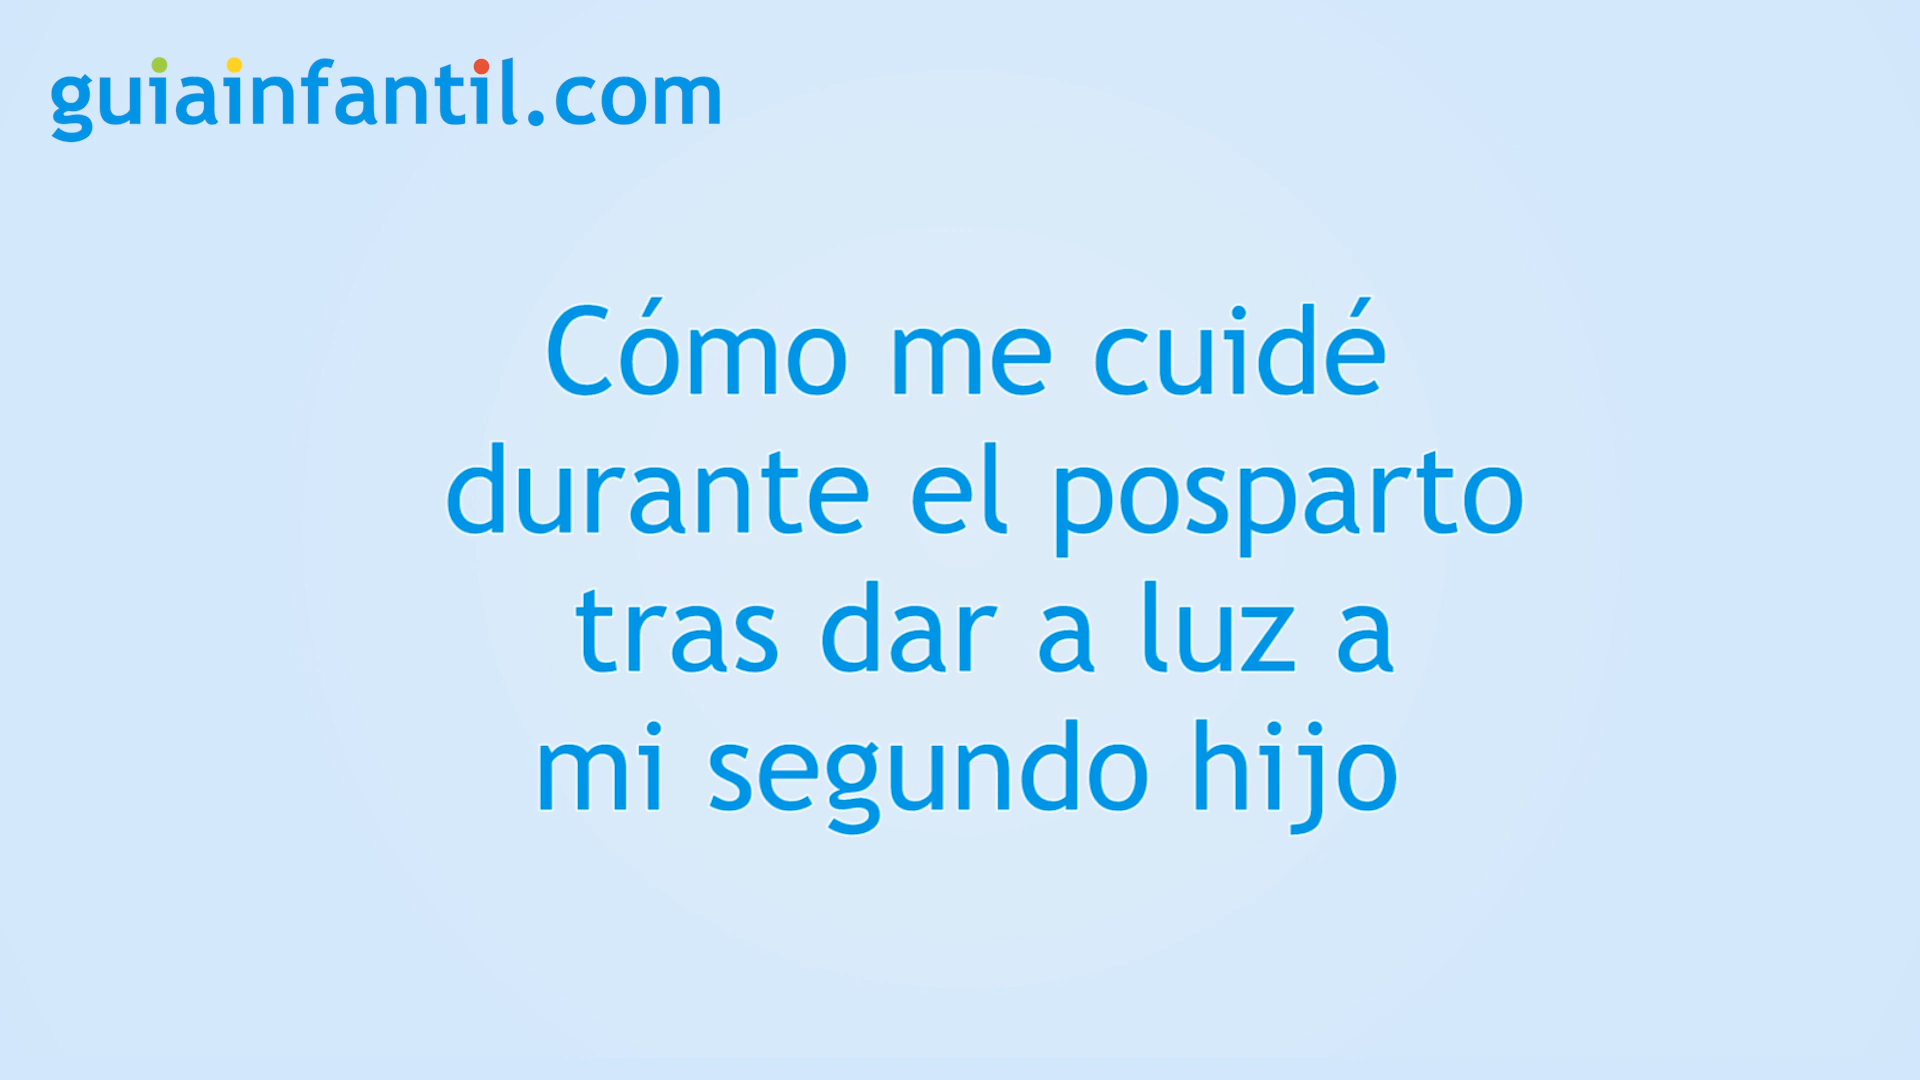 guiainfantil.com
Cómo me cuidé
durante el posparto
tras dar a luz a
mi segundo hijo